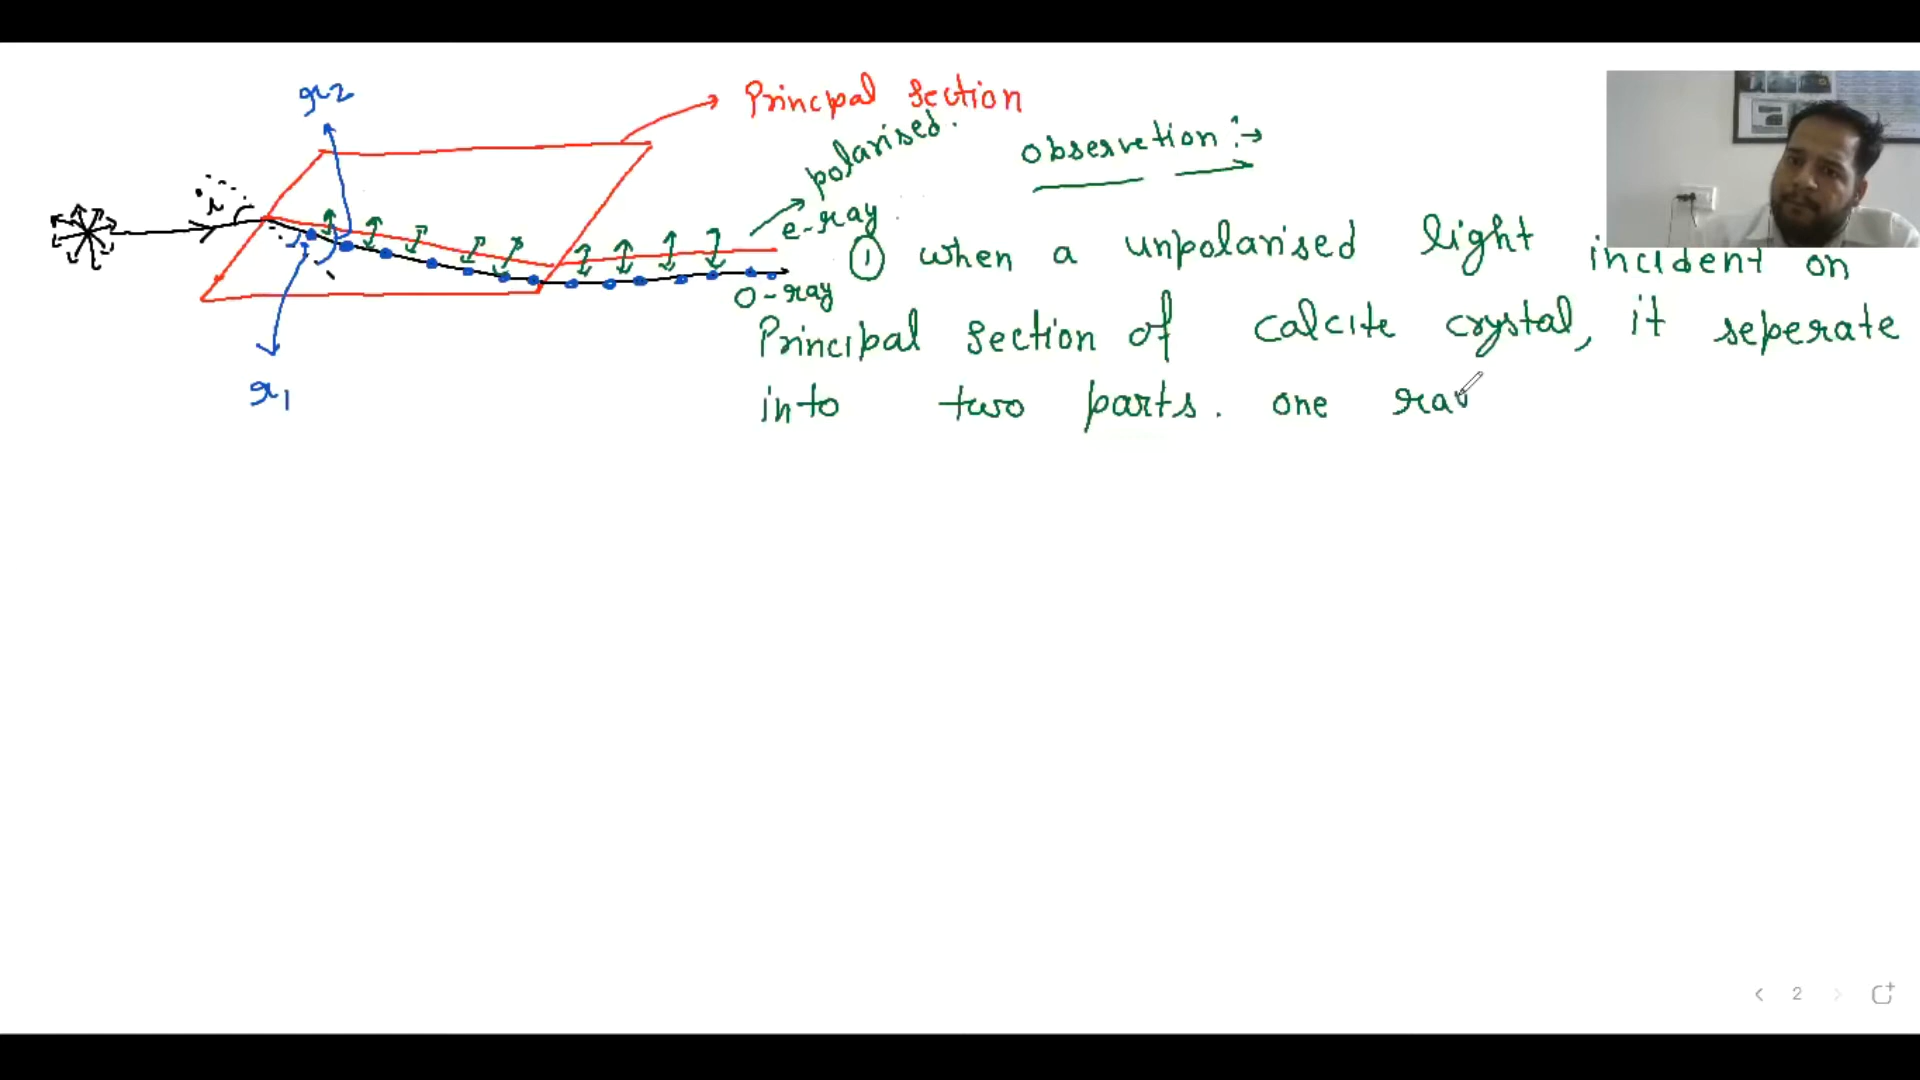 r2
Principal section
polarised.
observetion :→
i
e-ray
① when a unpolarised light incident on
o-ray
Principal section of calcite crystal, it seperate
r1
into two parts. one ray
2